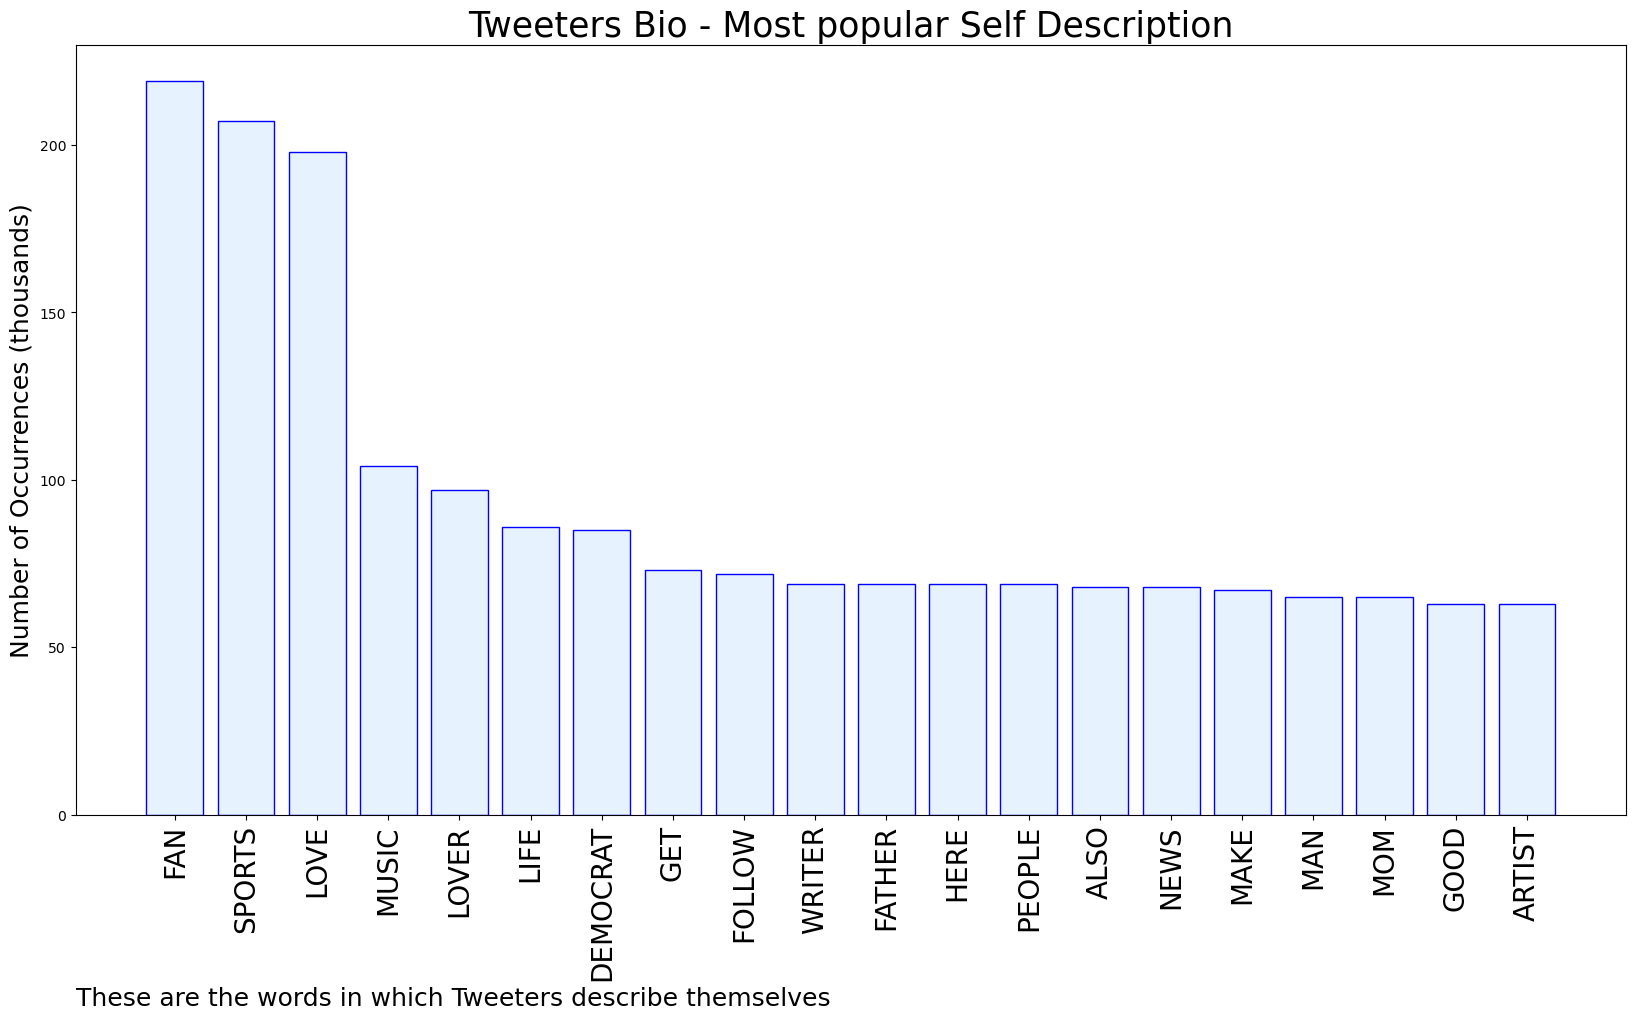 Tweeters Bio - Most popular Self Description
Number of Occurrences (thousands)
200
150
100
50
0
FAN
SPORTS
LOVE
MUSIC
LOVER
LIFE
DEMOCRAT
GET
FOLLOW
WRITER
FATHER
HERE
PEOPLE
ALSO
NEWS
MAKE
MAN
MOM
GOOD
ARTIST
These are the words in which Tweeters describe themselves